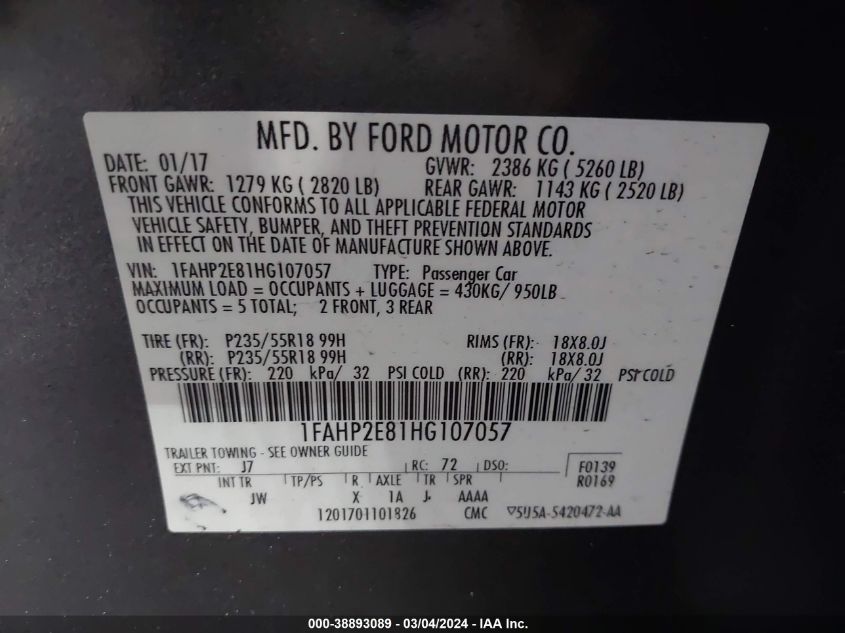 MFD. BY FORD MOTOR CO.
DATE: 01/17 GVWR: 2386 KG ( 5260 LB)
FRONT GAWR: 1279 KG ( 2820 LB) REAR GAWR: 1143 KG ( 2520 LB)
THIS VEHICLE CONFORMS TO ALL APPLICABLE FEDERAL MOTOR
VEHICLE SAFETY, BUMPER, AND THEFT PREVENTION STANDARDS
IN EFFECT ON THE DATE OF MANUFACTURE SHOWN ABOVE.
VIN: 1FAHP2E81HG107057 TYPE: Passenger Car
MAXIMUM LOAD = OCCUPANTS + LUGGAGE = 430KG/ 950LB
OCCUPANTS = 5 TOTAL; 2 FRONT, 3 REAR
TIRE (FR): P235/55R18 99H RIMS (FR): 18X8.0J
(RR): P235/55R18 99H (RR): 18X8.0J
PRESSURE (FR): 220 kPa/ 32 PSI COLD (RR): 220 kPa/ 32 PSI COLD
1FAHP2E81HG107057
TRAILER TOWING - SEE OWNER GUIDE
EXT PNT: J7 RC: 72 DSO: F0139
INT TR TP/PS R AXLE TR SPR R0169
JW X 1A J AAAA
1201701101826 CMC ▽5U5A-5420472-AA
000-38893089 - 03/04/2024 - IAA Inc.